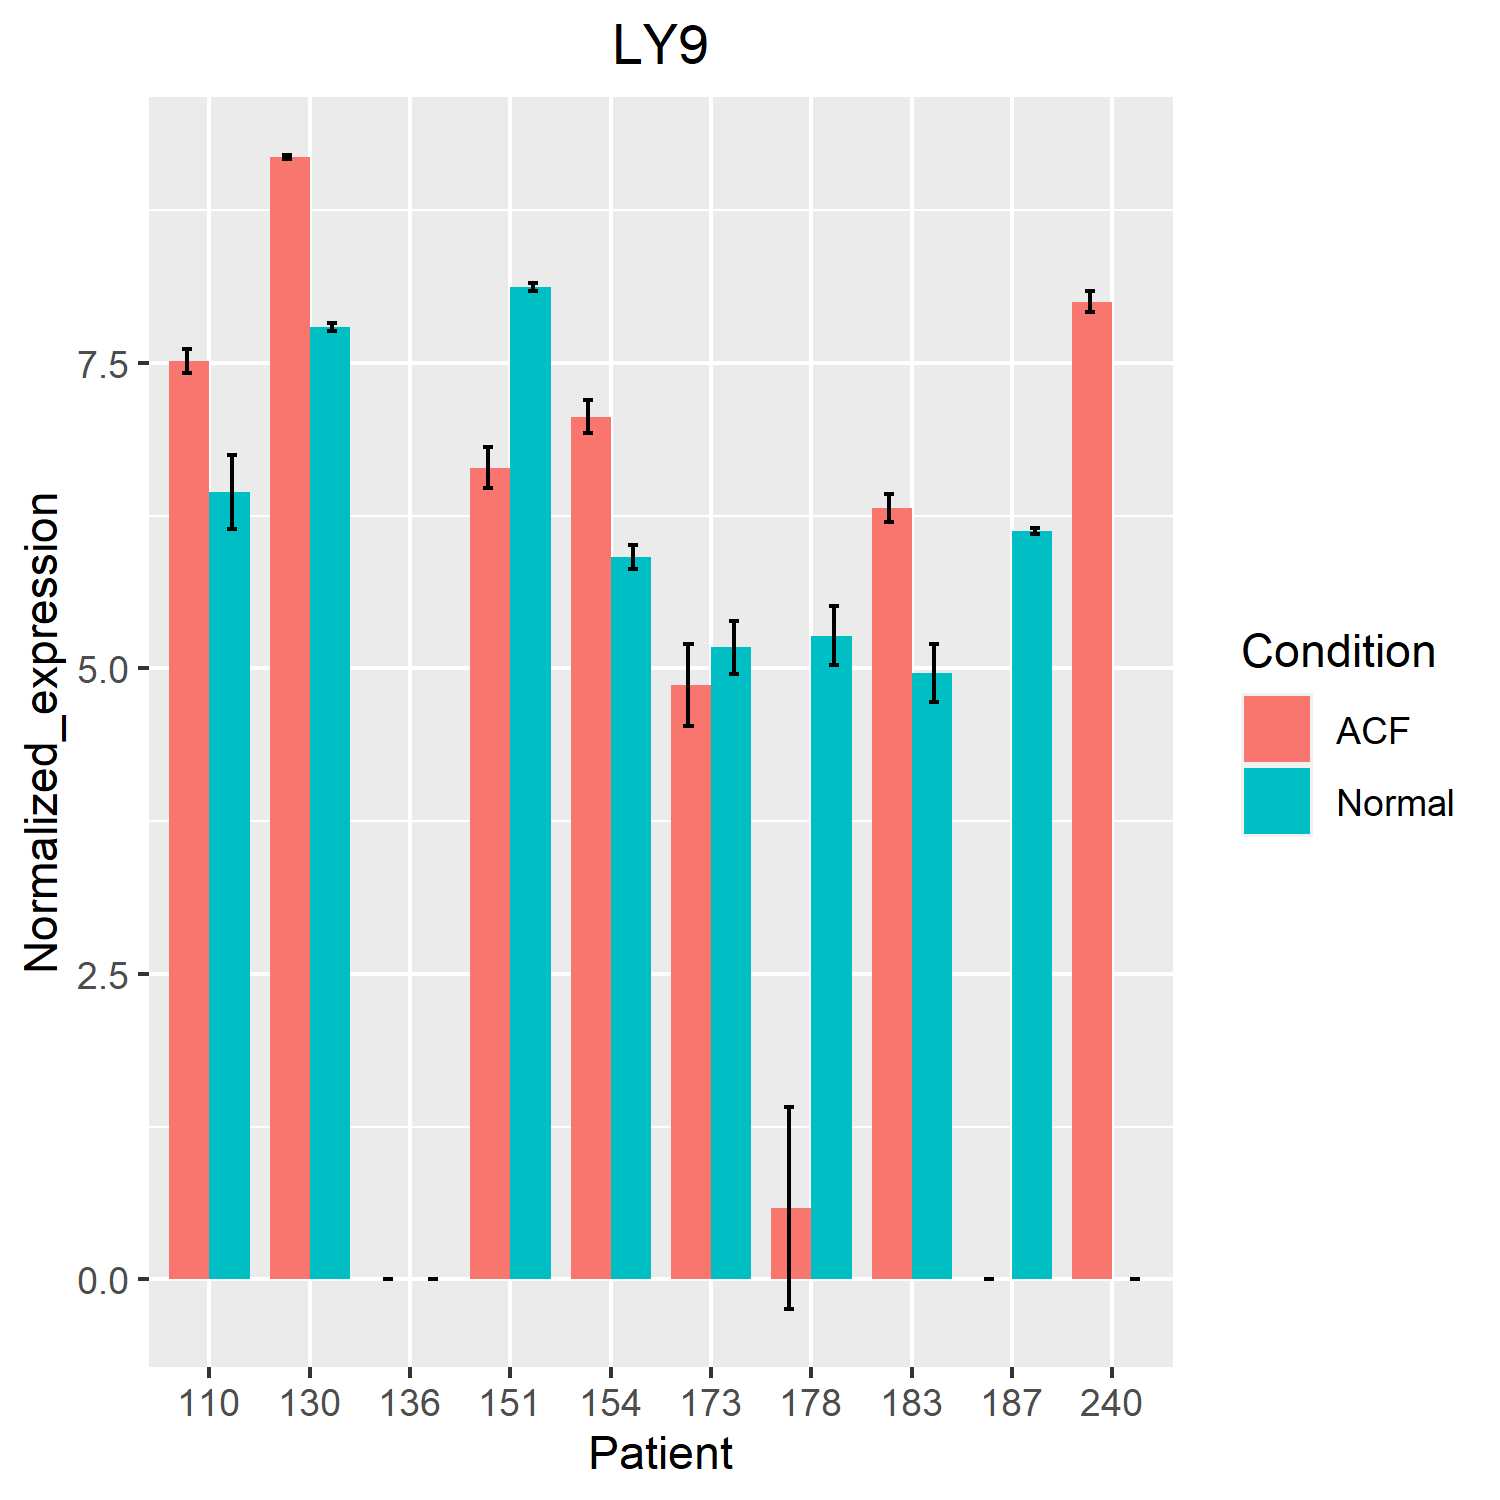 LY9
Normalized_expression
7.5
5.0
2.5
0.0
110 130 136 151 154 173 178 183 187 240
Patient
Condition
ACF
Normal